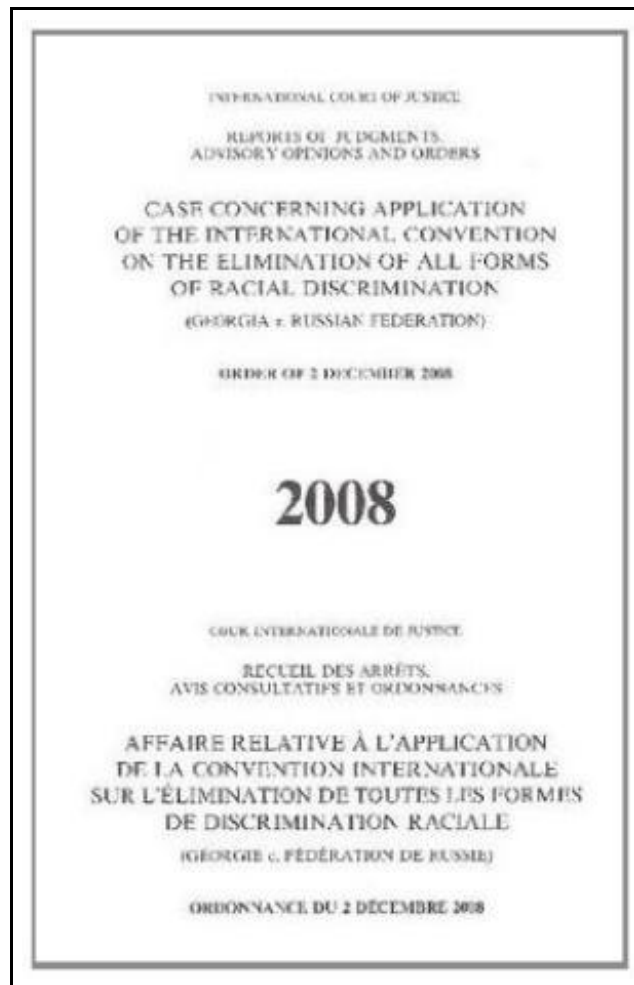 INTERNATIONAL COURT OF JUSTICE
REPORTS OF JUDGMENTS,
ADVISORY OPINIONS AND ORDERS
CASE CONCERNING APPLICATION
OF THE INTERNATIONAL CONVENTION
ON THE ELIMINATION OF ALL FORMS
OF RACIAL DISCRIMINATION
(GEORGIA v. RUSSIAN FEDERATION)
ORDER OF 2 DECEMBER 2008
2008
COUR INTERNATIONALE DE JUSTICE
RECUEIL DES ARRÊTS,
AVIS CONSULTATIFS ET ORDONNANCES
AFFAIRE RELATIVE À L'APPLICATION
DE LA CONVENTION INTERNATIONALE
SUR L'ÉLIMINATION DE TOUTES LES FORMES
DE DISCRIMINATION RACIALE
(GÉORGIE c. FÉDÉRATION DE RUSSIE)
ORDONNANCE DU 2 DÉCEMBRE 2008